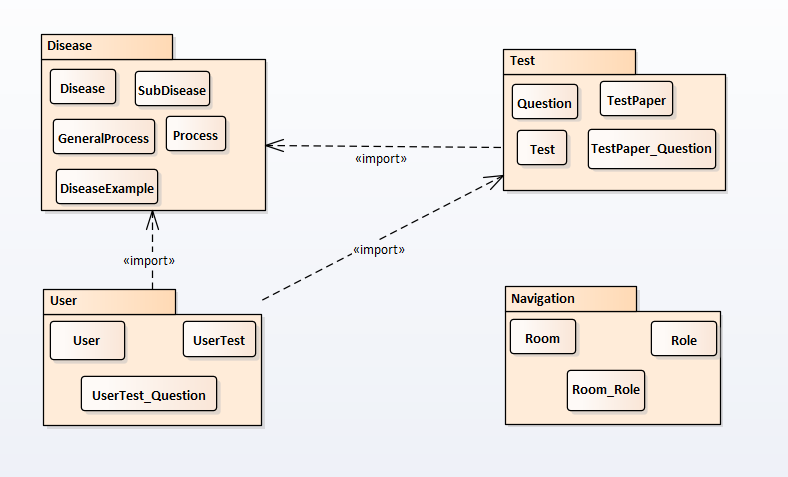 Disease
Disease
SubDisease
GeneralProcess
Process
DiseaseExample
Test
Question
TestPaper
Test
TestPaper_Question
«import»
«import»
«import»
User
User
UserTest
UserTest_Question
Navigation
Room
Role
Room_Role